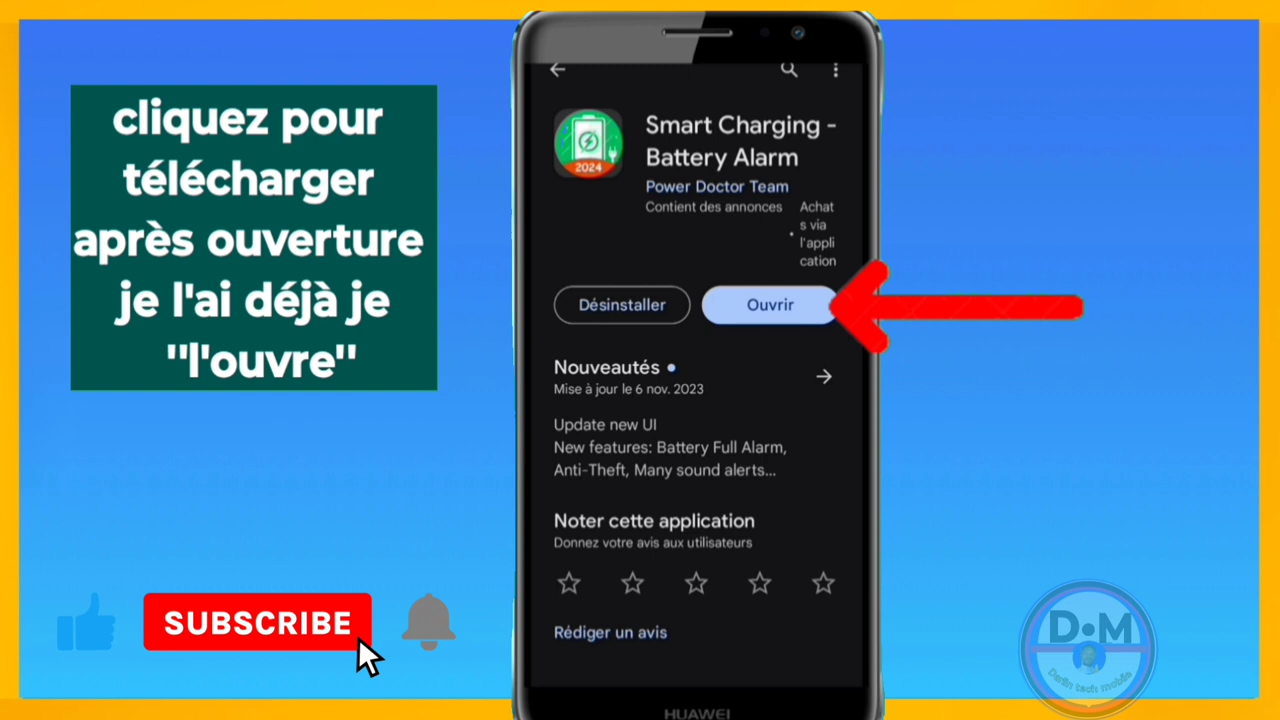 cliquez pour
télécharger
après ouverture
je l'ai déjà je
"l'ouvre"
SUBSCRIBE
2024
Smart Charging -
Battery Alarm
Power Doctor Team
Contient des annonces
• Achat
s via
l'appli
cation
Désinstaller
Ouvrir
Nouveautés •
Mise à jour le 6 nov. 2023
Update new UI
New features: Battery Full Alarm,
Anti-Theft, Many sound alerts...
Noter cette application
Donnez votre avis aux utilisateurs
Rédiger un avis
HUAWEI
D•M
Derlin tech mobile